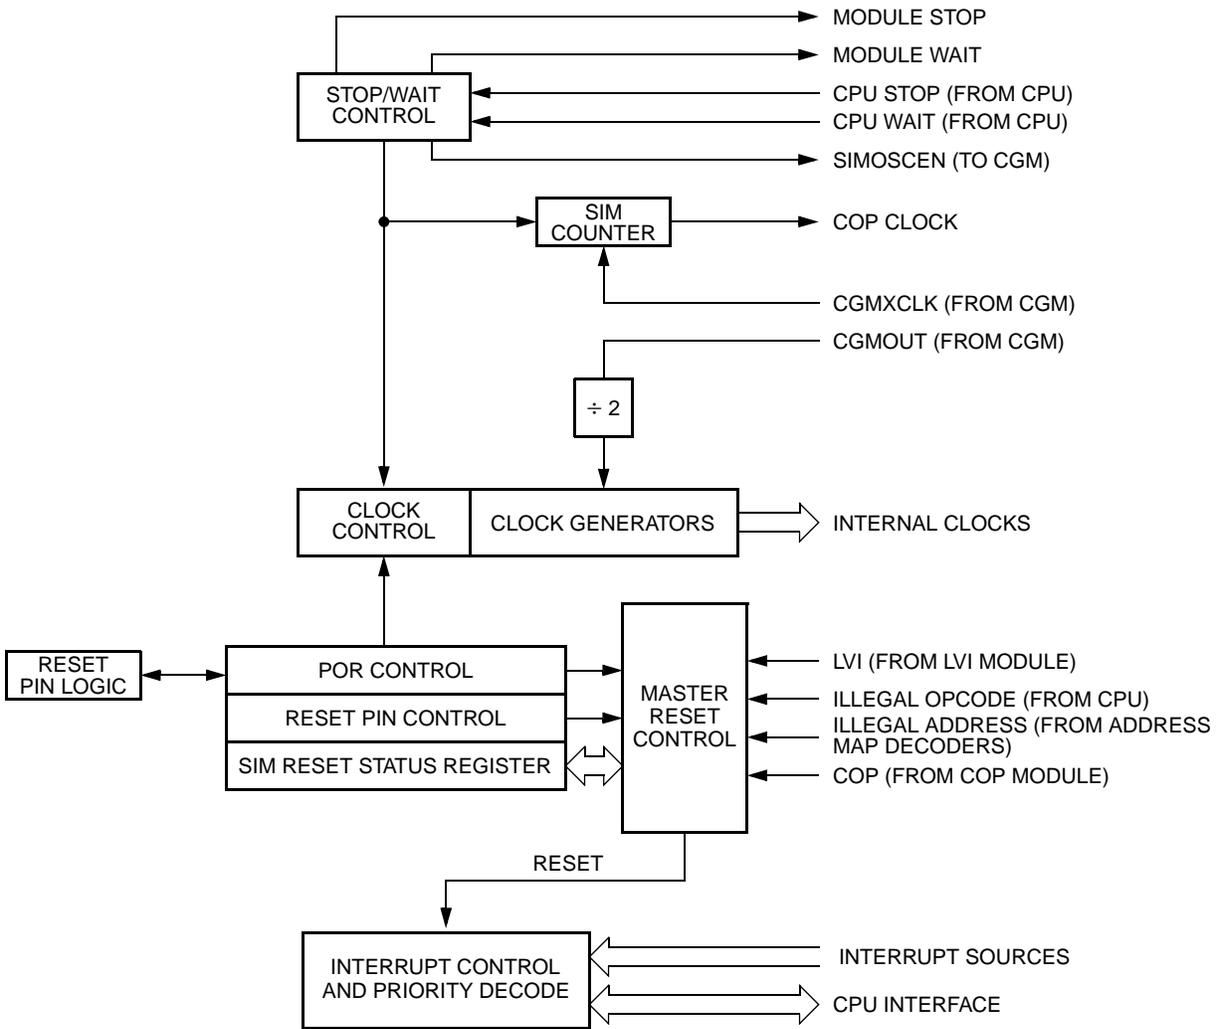 MODULE STOP
MODULE WAIT
STOP/WAIT
CONTROL
CPU STOP (FROM CPU)
CPU WAIT (FROM CPU)
SIMOSCEN (TO CGM)
SIM
COUNTER
COP CLOCK
CGMXCLK (FROM CGM)
CGMOUT (FROM CGM)
÷ 2
CLOCK
CONTROL
CLOCK GENERATORS
INTERNAL CLOCKS
RESET
PIN LOGIC
POR CONTROL
RESET PIN CONTROL
SIM RESET STATUS REGISTER
MASTER
RESET
CONTROL
LVI (FROM LVI MODULE)
ILLEGAL OPCODE (FROM CPU)
ILLEGAL ADDRESS (FROM ADDRESS
MAP DECODERS)
COP (FROM COP MODULE)
RESET
INTERRUPT CONTROL
AND PRIORITY DECODE
INTERRUPT SOURCES
CPU INTERFACE